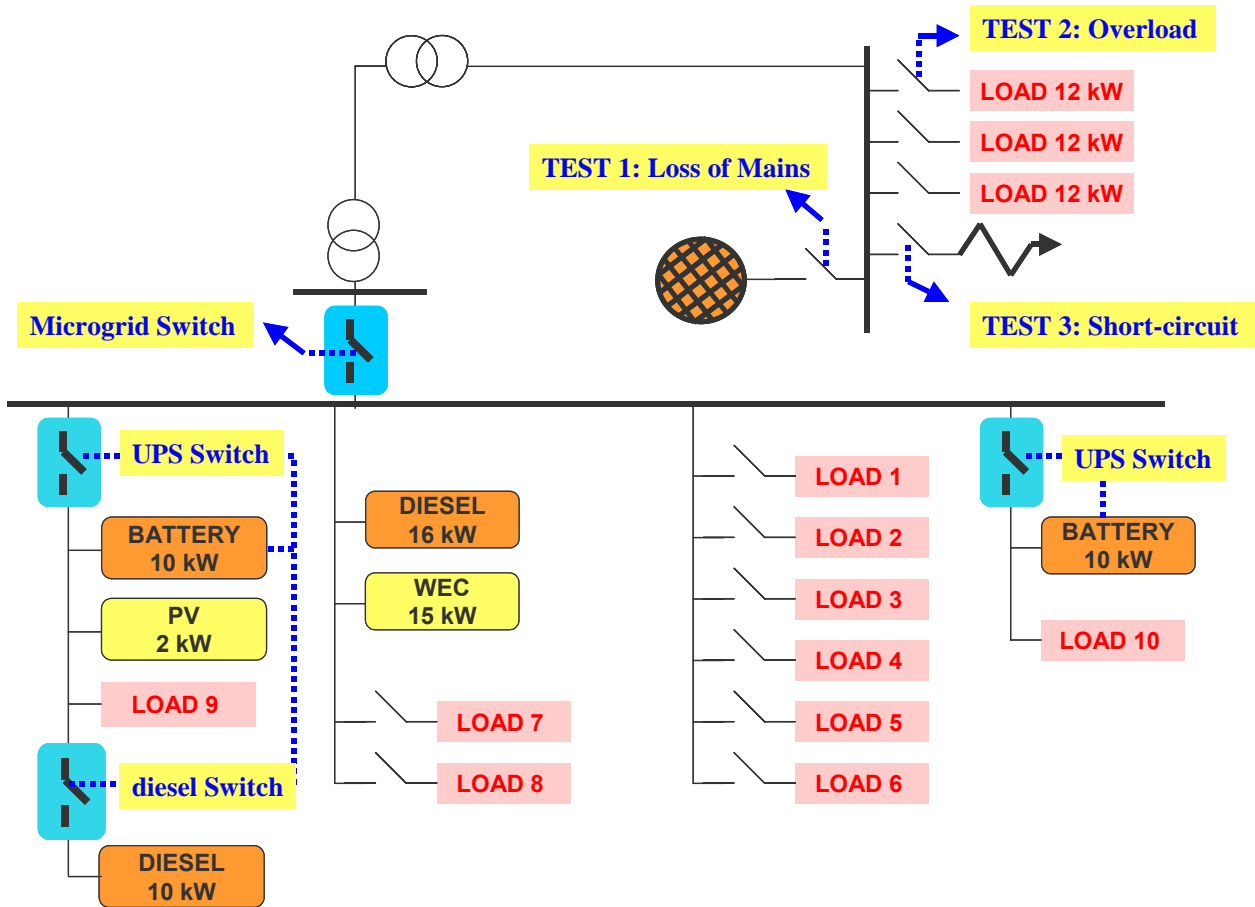 TEST 2: Overload
LOAD 12 kW
LOAD 12 kW
TEST 1: Loss of Mains
LOAD 12 kW
Microgrid Switch
TEST 3: Short-circuit
UPS Switch
BATTERY
10 kW
PV
2 kW
LOAD 9
diesel Switch
DIESEL
10 kW
DIESEL
16 kW
WEC
15 kW
LOAD 7
LOAD 8
LOAD 1
LOAD 2
LOAD 3
LOAD 4
LOAD 5
LOAD 6
UPS Switch
BATTERY
10 kW
LOAD 10